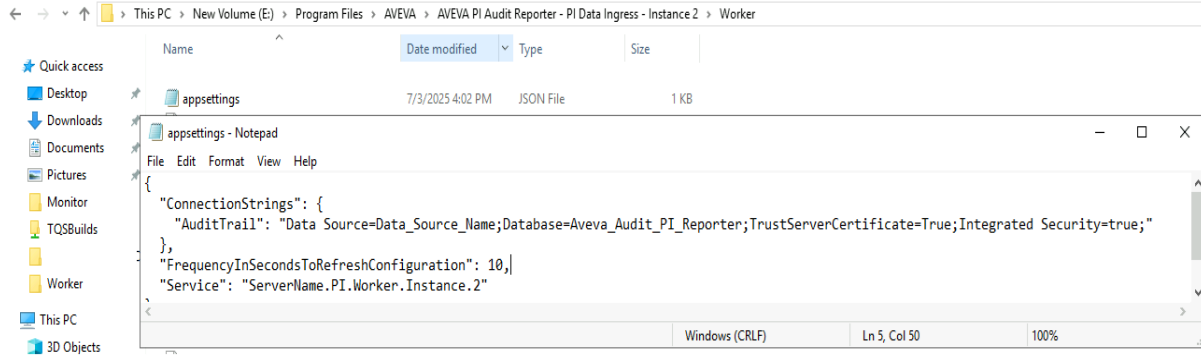 This PC > New Volume (E:) > Program Files > AVEVA > AVEVA PI Audit Reporter - PI Data Ingress - Instance 2 > Worker
Name Date modified Type Size
Quick access
Desktop
appsettings 7/3/2025 4:02 PM JSON File 1 KB
Downloads
Documents
Pictures
Monitor
TQSBuilds
Worker
This PC
3D Objects
appsettings - Notepad
File Edit Format View Help
{
"ConnectionStrings": {
"AuditTrail": "Data Source=Data_Source_Name;Database=Aveva_Audit_PI_Reporter;TrustServerCertificate=True;Integrated Security=true;"
},
"FrequencyInSecondsToRefreshConfiguration": 10,
"Service": "ServerName.PI.Worker.Instance.2"
Windows (CRLF) Ln 5, Col 50 100%